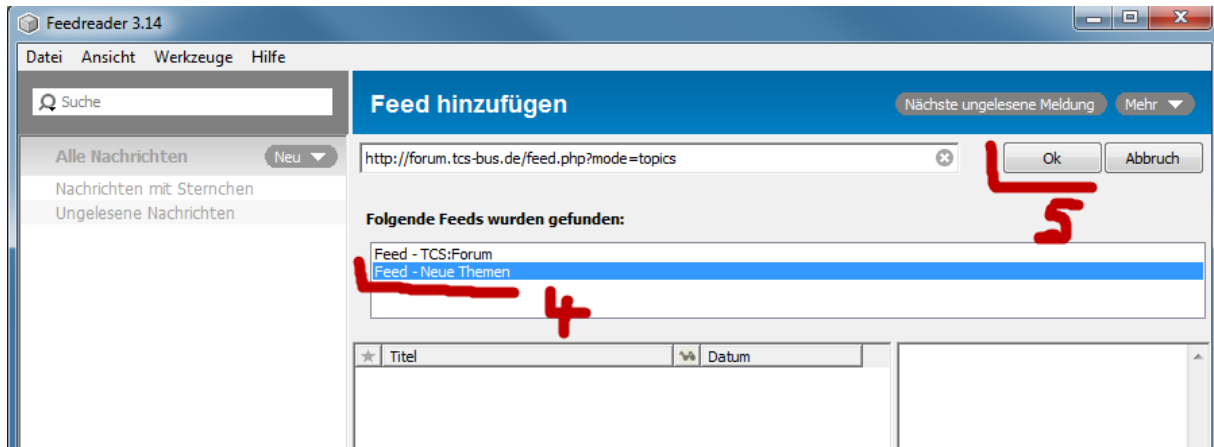 Feedreader 3.14
Datei Ansicht Werkzeuge Hilfe
Suche
Feed hinzufügen
Nächste ungelesene Meldung
Mehr
Alle Nachrichten
Neu
Nachrichten mit Sternchen
Ungelesene Nachrichten
http://forum.tcs-bus.de/feed.php?mode=topics
Ok
Abbruch
5
Folgende Feeds wurden gefunden:
Feed - TCS:Forum
Feed - Neue Themen
4
Titel
Datum